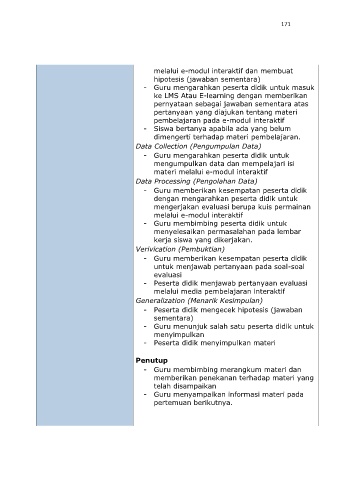 171
melalui e-modul interaktif dan membuat
hipotesis (jawaban sementara)
- Guru mengarahkan peserta didik untuk masuk
ke LMS Atau E-learning dengan memberikan
pernyataan sebagai jawaban sementara atas
pertanyaan yang diajukan tentang materi
pembelajaran pada e-modul interaktif
- Siswa bertanya apabila ada yang belum
dimengerti terhadap materi pembelajaran.
Data Collection (Pengumpulan Data)
- Guru mengarahkan peserta didik untuk
mengumpulkan data dan mempelajari isi
materi melalui e-modul interaktif
Data Processing (Pengolahan Data)
- Guru memberikan kesempatan peserta didik
dengan mengarahkan peserta didik untuk
mengerjakan evaluasi berupa kuis permainan
melalui e-modul interaktif
- Guru membimbing peserta didik untuk
menyelesaikan permasalahan pada lembar
kerja siswa yang dikerjakan.
Verivication (Pembuktian)
- Guru memberikan kesempatan peserta didik
untuk menjawab pertanyaan pada soal-soal
evaluasi
- Peserta didik menjawab pertanyaan evaluasi
melalui media pembelajaran interaktif
Generalization (Menarik Kesimpulan)
- Peserta didik mengecek hipotesis (jawaban
sementara)
- Guru menunjuk salah satu peserta didik untuk
menyimpulkan
- Peserta didik menyimpulkan materi
Penutup
- Guru membimbing merangkum materi dan
memberikan penekanan terhadap materi yang
telah disampaikan
- Guru menyampaikan informasi materi pada
pertemuan berikutnya.